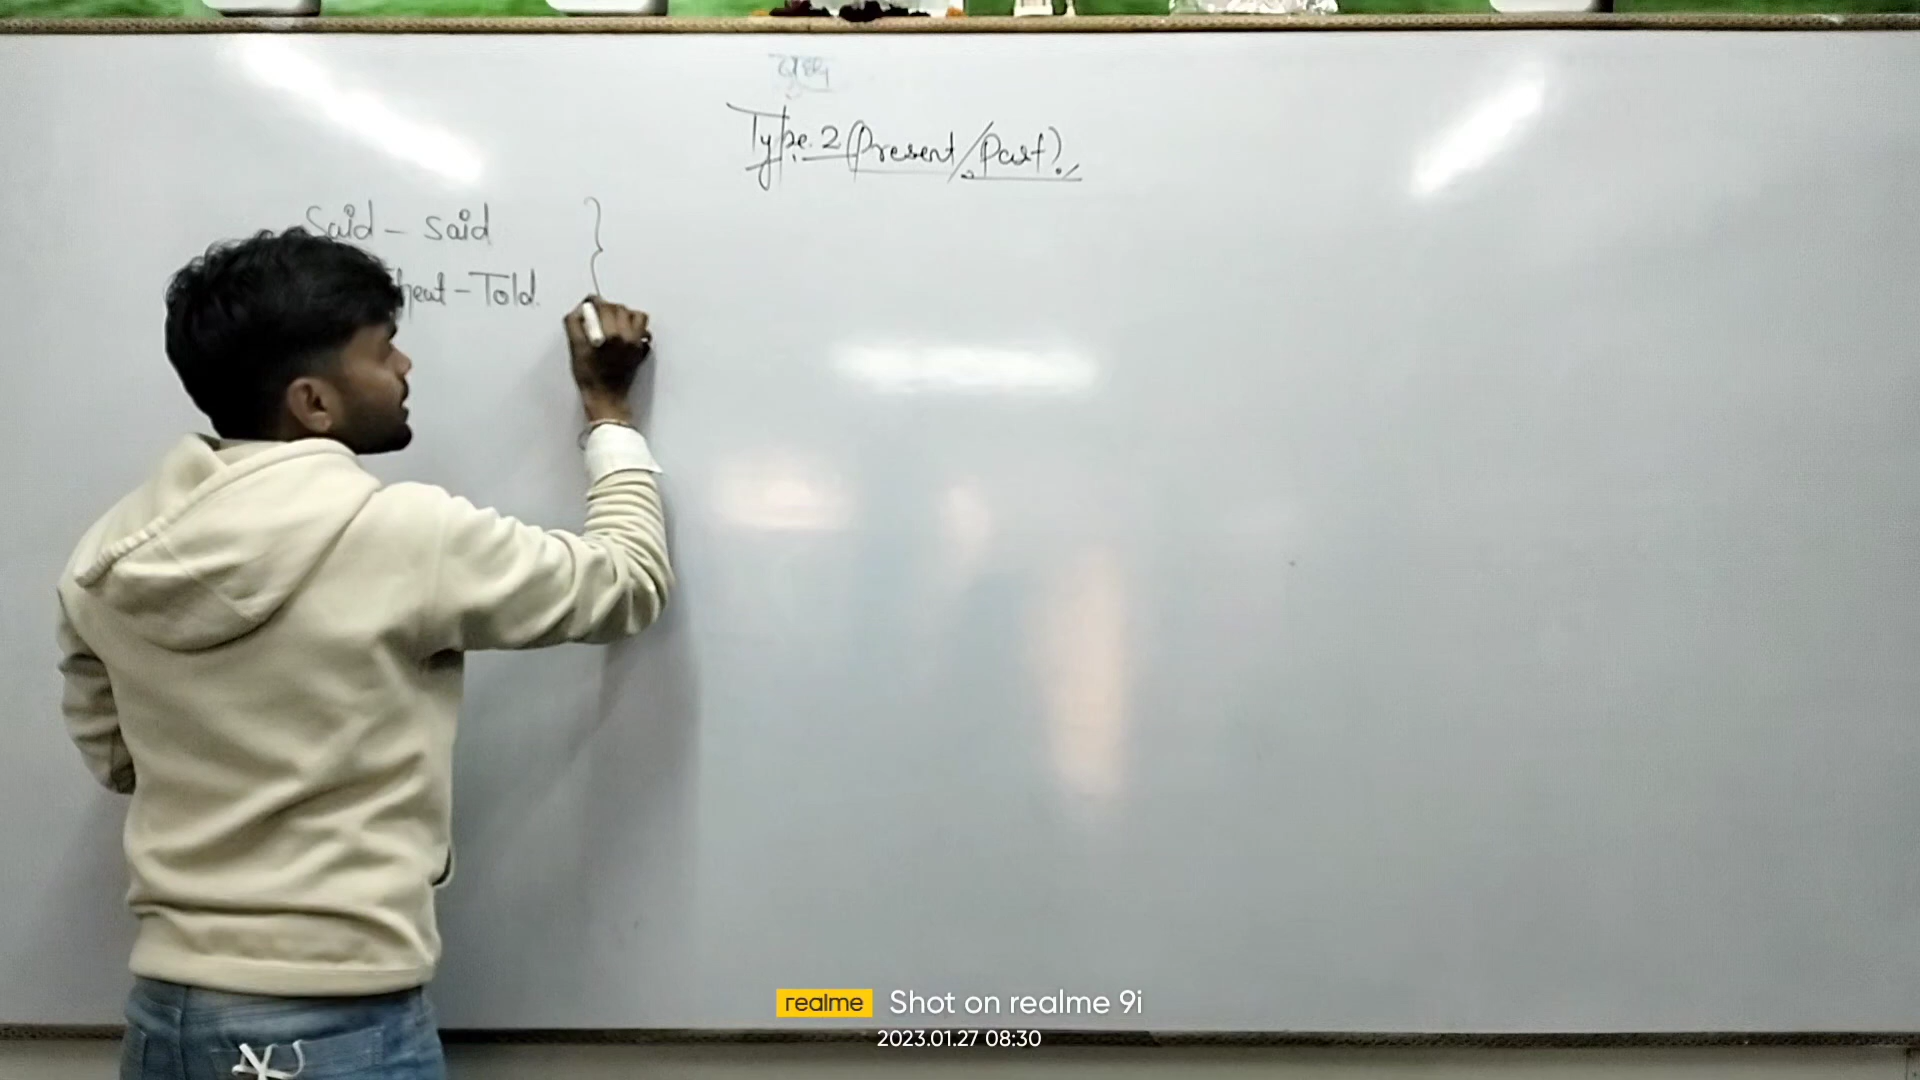 Type. 2 (Present/Past).
Said - said
- Told.
realme Shot on realme 9i
2023.01.27 08:30